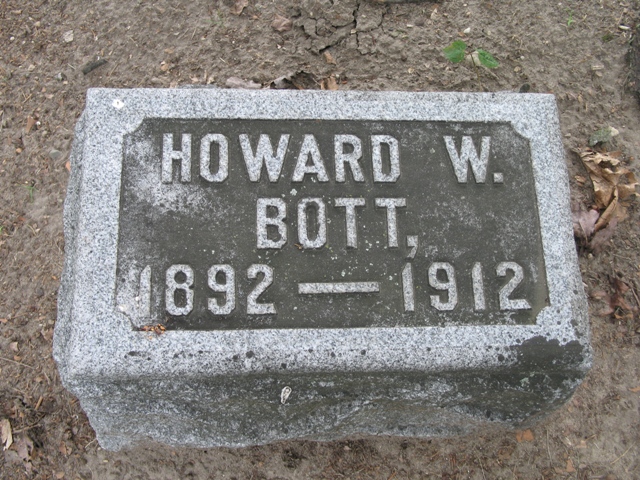 HOWARD W.
BOTT,
1892 — 1912